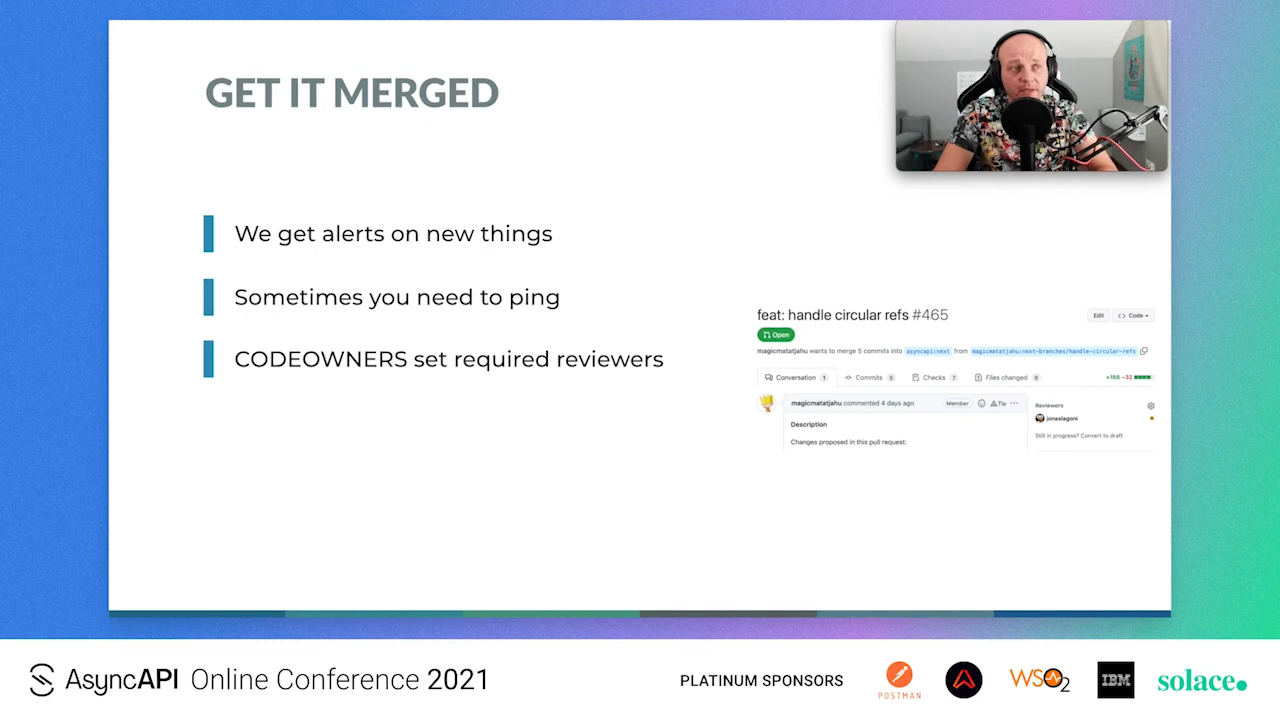 GET IT MERGED
We get alerts on new things
Sometimes you need to ping
CODEOWNERS set required reviewers
feat: handle circular refs #465
Edit
<> Code
Open
magicmatatjahu wants to merge 5 commits into asyncapi:next from magicmatatjahu:next-branches/handle-circular-refs
Conversation 1
Commits 5
Checks 7
Files changed 6
+188 −32
magicmatatjahu commented 4 days ago
Member
Tip
Description
Changes proposed in this pull request:
Reviewers
jonaslagoni
Still in progress? Convert to draft
AsyncAPI Online Conference 2021
PLATINUM SPONSORS
POSTMAN
WSO2
IBM
solace.